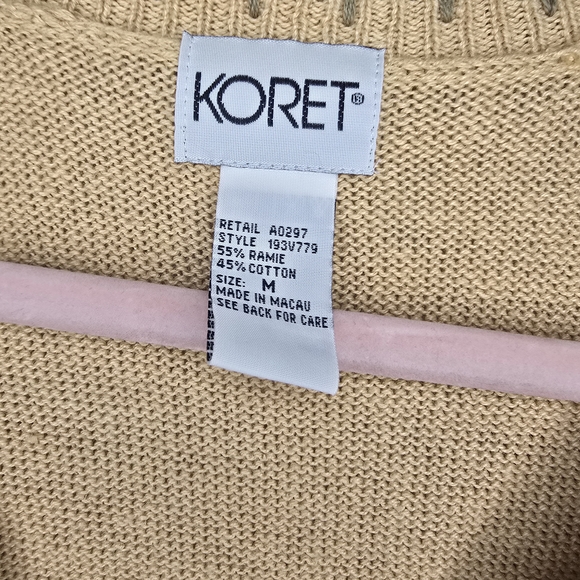 KORET®
RETAIL A0297
STYLE 193V779
55% RAMIE
45% COTTON
SIZE: M
MADE IN MACAU
SEE BACK FOR CARE